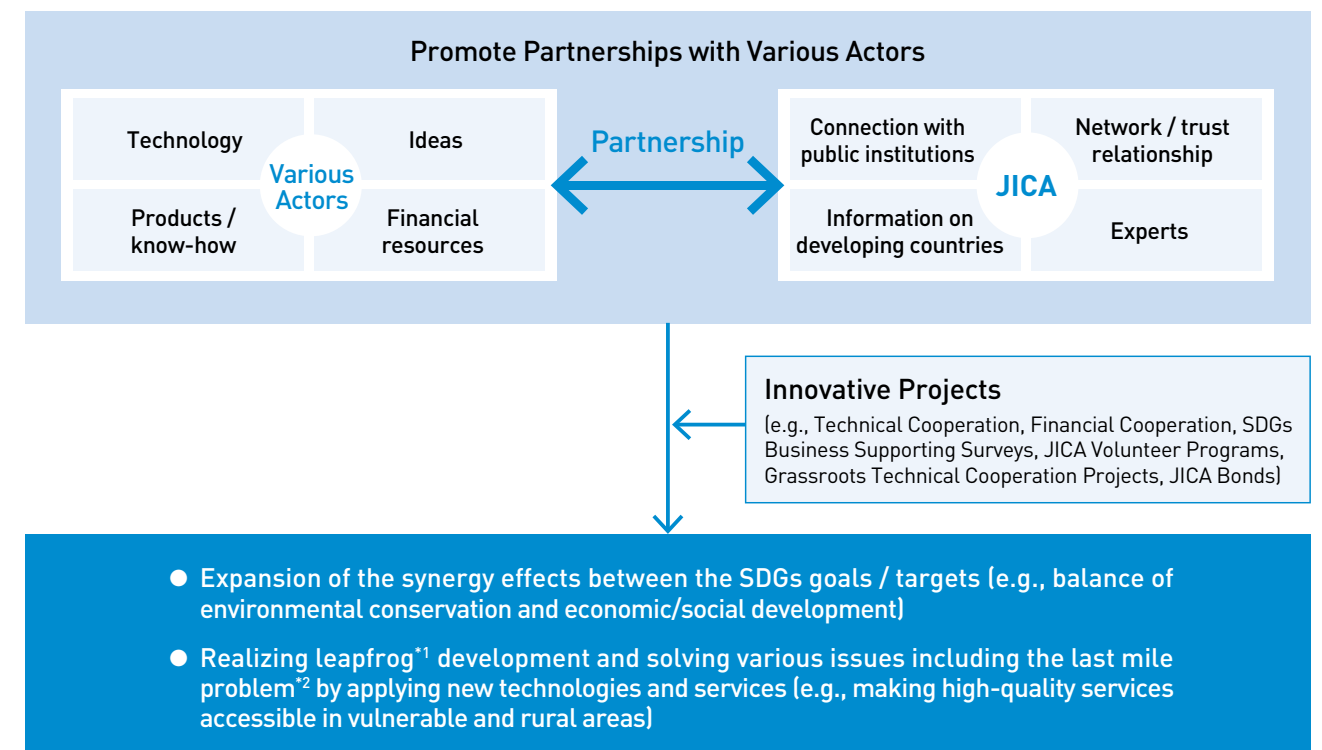 Promote Partnerships with Various Actors
Technology
Ideas
Various
Actors
Products /
know-how
Financial
resources
Partnership
Connection with
public institutions
Network / trust
relationship
JICA
Information on
developing countries
Experts
Innovative Projects
(e.g., Technical Cooperation, Financial Cooperation, SDGs
Business Supporting Surveys, JICA Volunteer Programs,
Grassroots Technical Cooperation Projects, JICA Bonds)
● Expansion of the synergy effects between the SDGs goals / targets (e.g., balance of
environmental conservation and economic/social development)
● Realizing leapfrog*1 development and solving various issues including the last mile
problem*2 by applying new technologies and services (e.g., making high-quality services
accessible in vulnerable and rural areas)